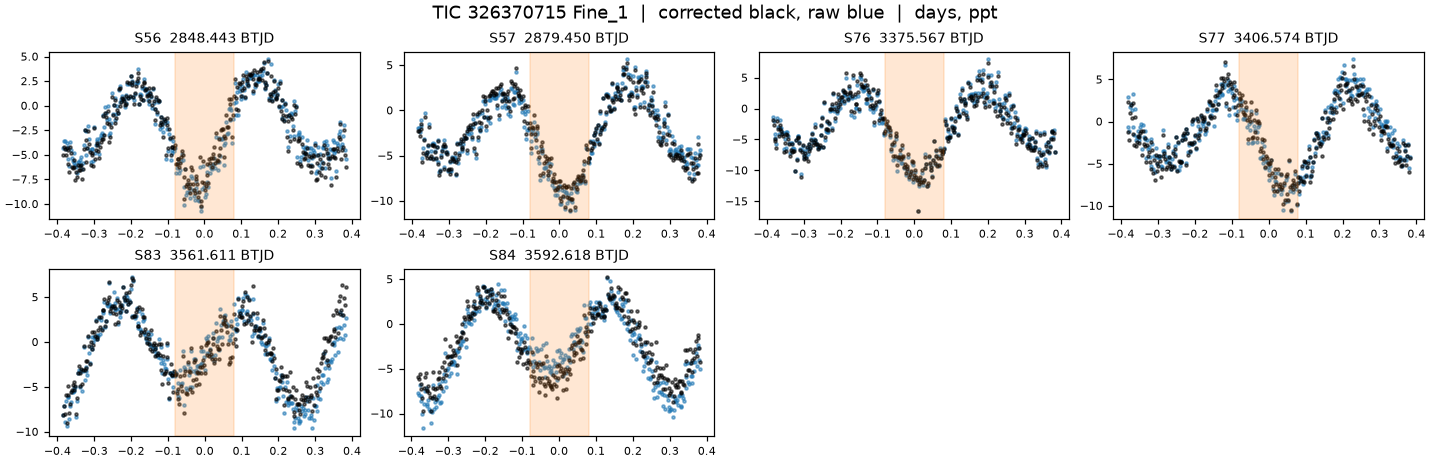 TIC 326370715 Fine_1 | corrected black, raw blue | days, ppt
S56 2848.443 BTJD
S57 2879.450 BTJD
S76 3375.567 BTJD
S77 3406.574 BTJD
5.0
2.5
0.0
−2.5
−5.0
−7.5
−10.0
−0.4 −0.3 −0.2 −0.1 0.0 0.1 0.2 0.3 0.4
5
0
−5
−10
−0.4 −0.3 −0.2 −0.1 0.0 0.1 0.2 0.3 0.4
5
0
−5
−10
−15
−0.4 −0.3 −0.2 −0.1 0.0 0.1 0.2 0.3 0.4
5
0
−5
−10
−0.4 −0.3 −0.2 −0.1 0.0 0.1 0.2 0.3 0.4
S83 3561.611 BTJD
S84 3592.618 BTJD
5
0
−5
−10
−0.4 −0.3 −0.2 −0.1 0.0 0.1 0.2 0.3 0.4
5
0
−5
−10
−0.4 −0.3 −0.2 −0.1 0.0 0.1 0.2 0.3 0.4